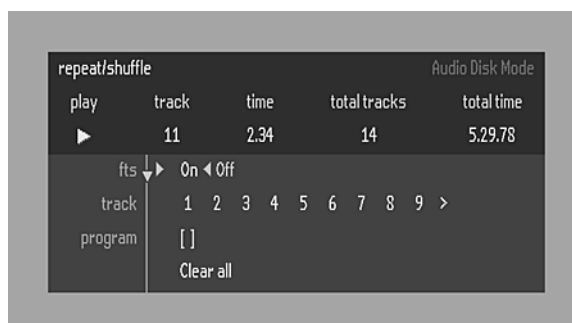 repeat/shuffle Audio Disk Mode
play track time total tracks total time
11 2.34 14 5.29.78
fts On Off
track 1 2 3 4 5 6 7 8 9 >
program [ ]
Clear all